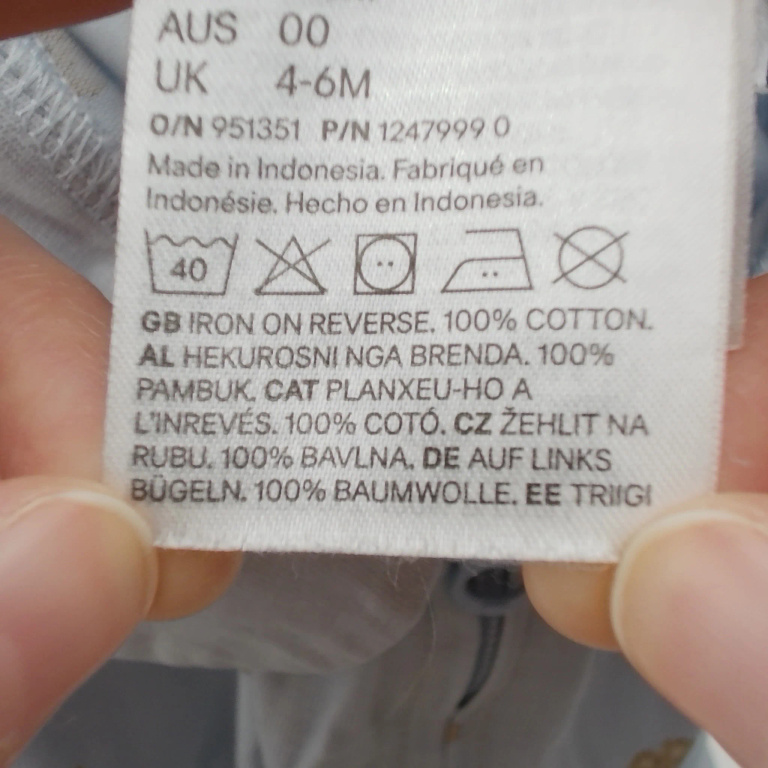 AUS 00
UK 4-6M
O/N 951351 P/N 1247999 0
Made in Indonesia. Fabriqué en
Indonésie. Hecho en Indonesia.
40
GB IRON ON REVERSE. 100% COTTON.
AL HEKUROSNI NGA BRENDA. 100%
PAMBUK. CAT PLANXEU-HO A
L'INREVÉS. 100% COTÓ. CZ ŽEHLIT NA
RUBU. 100% BAVLNA. DE AUF LINKS
BÜGELN. 100% BAUMWOLLE. EE TRIIGI